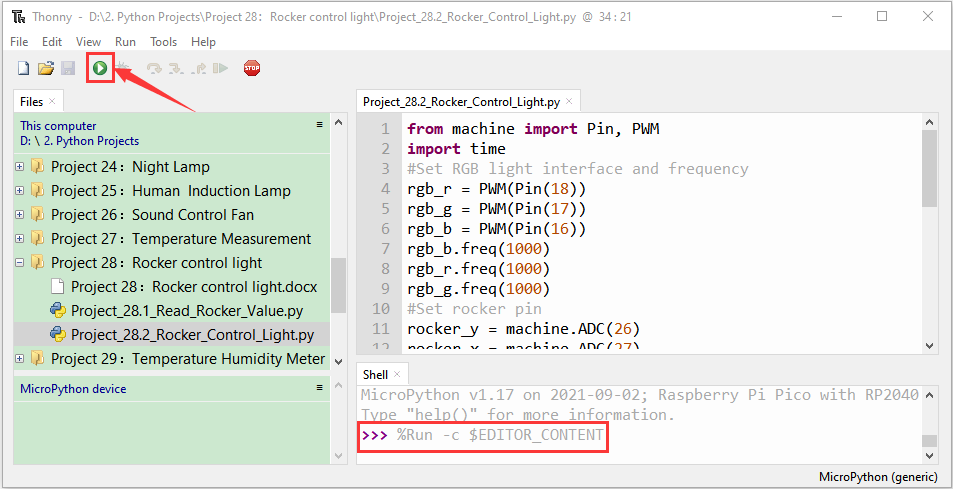 Thonny - D:\2. Python Projects\Project 28：Rocker control light\Project_28.2_Rocker_Control_Light.py @ 34 : 21
File Edit View Run Tools Help
STOP
Files
This computer
D: \ 2. Python Projects
Project 24：Night Lamp
Project 25：Human Induction Lamp
Project 26：Sound Control Fan
Project 27：Temperature Measurement
Project 28：Rocker control light
Project 28：Rocker control light.docx
Project_28.1_Read_Rocker_Value.py
Project_28.2_Rocker_Control_Light.py
Project 29：Temperature Humidity Meter
MicroPython device
Project_28.2_Rocker_Control_Light.py
1 from machine import Pin, PWM
2 import time
3 #Set RGB light interface and frequency
4 rgb_r = PWM(Pin(18))
5 rgb_g = PWM(Pin(17))
6 rgb_b = PWM(Pin(16))
7 rgb_b.freq(1000)
8 rgb_r.freq(1000)
9 rgb_g.freq(1000)
10 #Set rocker pin
11 rocker_y = machine.ADC(26)
12 rocker_x = machine.ADC(27)
Shell
MicroPython v1.17 on 2021-09-02; Raspberry Pi Pico with RP2040
Type "help()" for more information.
>>> %Run -c $EDITOR_CONTENT
MicroPython (generic)